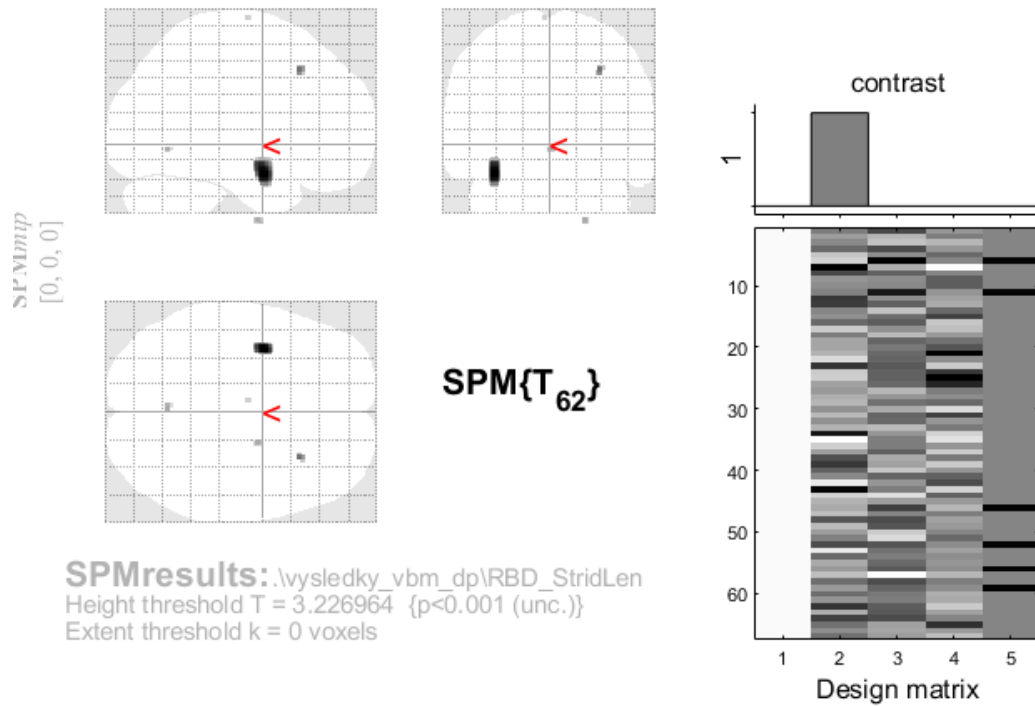 SPMmip
[0, 0, 0]
<
<
<
SPM{T62}
SPMresults: .\vysledky_vbm_dp\RBD_StridLen
Height threshold T = 3.226964 {p<0.001 (unc.)}
Extent threshold k = 0 voxels
contrast
1
10
20
30
40
50
60
1 2 3 4 5
Design matrix